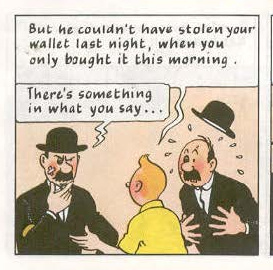 But he couldn't have stolen your
wallet last night, when you
only bought it this morning .
There's something
in what you say...